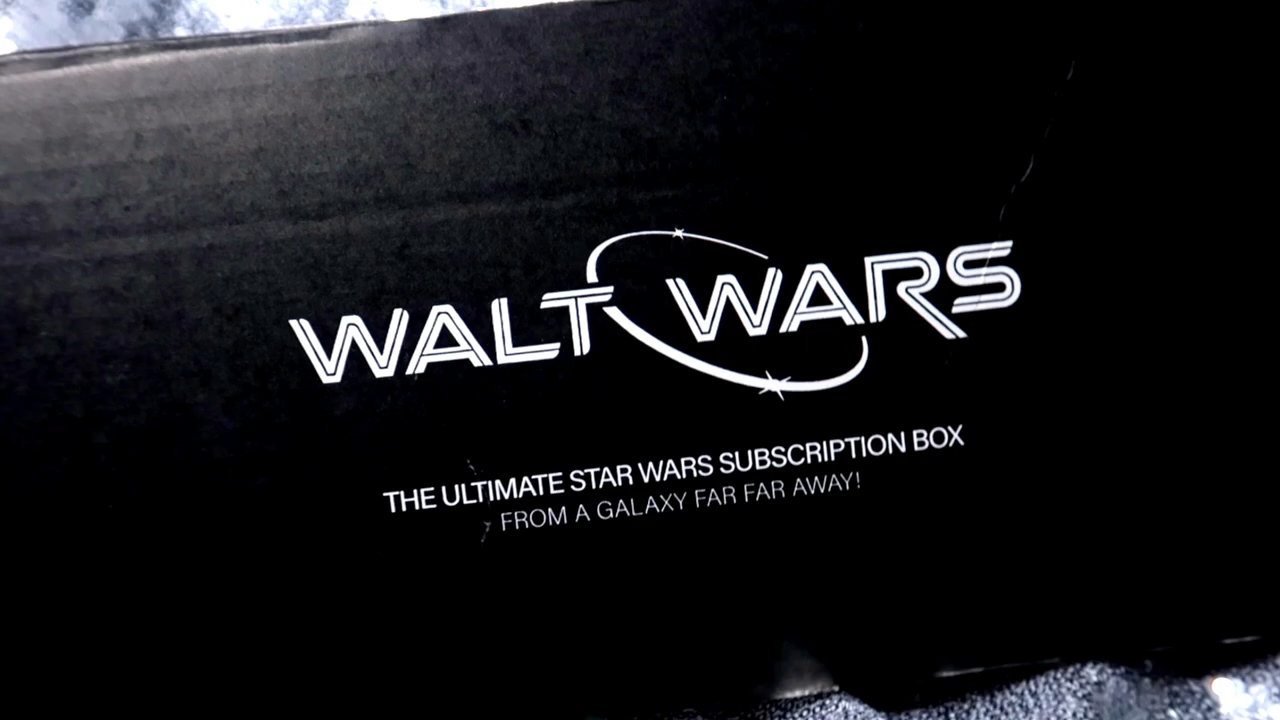 WALT WARS
THE ULTIMATE STAR WARS SUBSCRIPTION BOX
FROM A GALAXY FAR FAR AWAY!